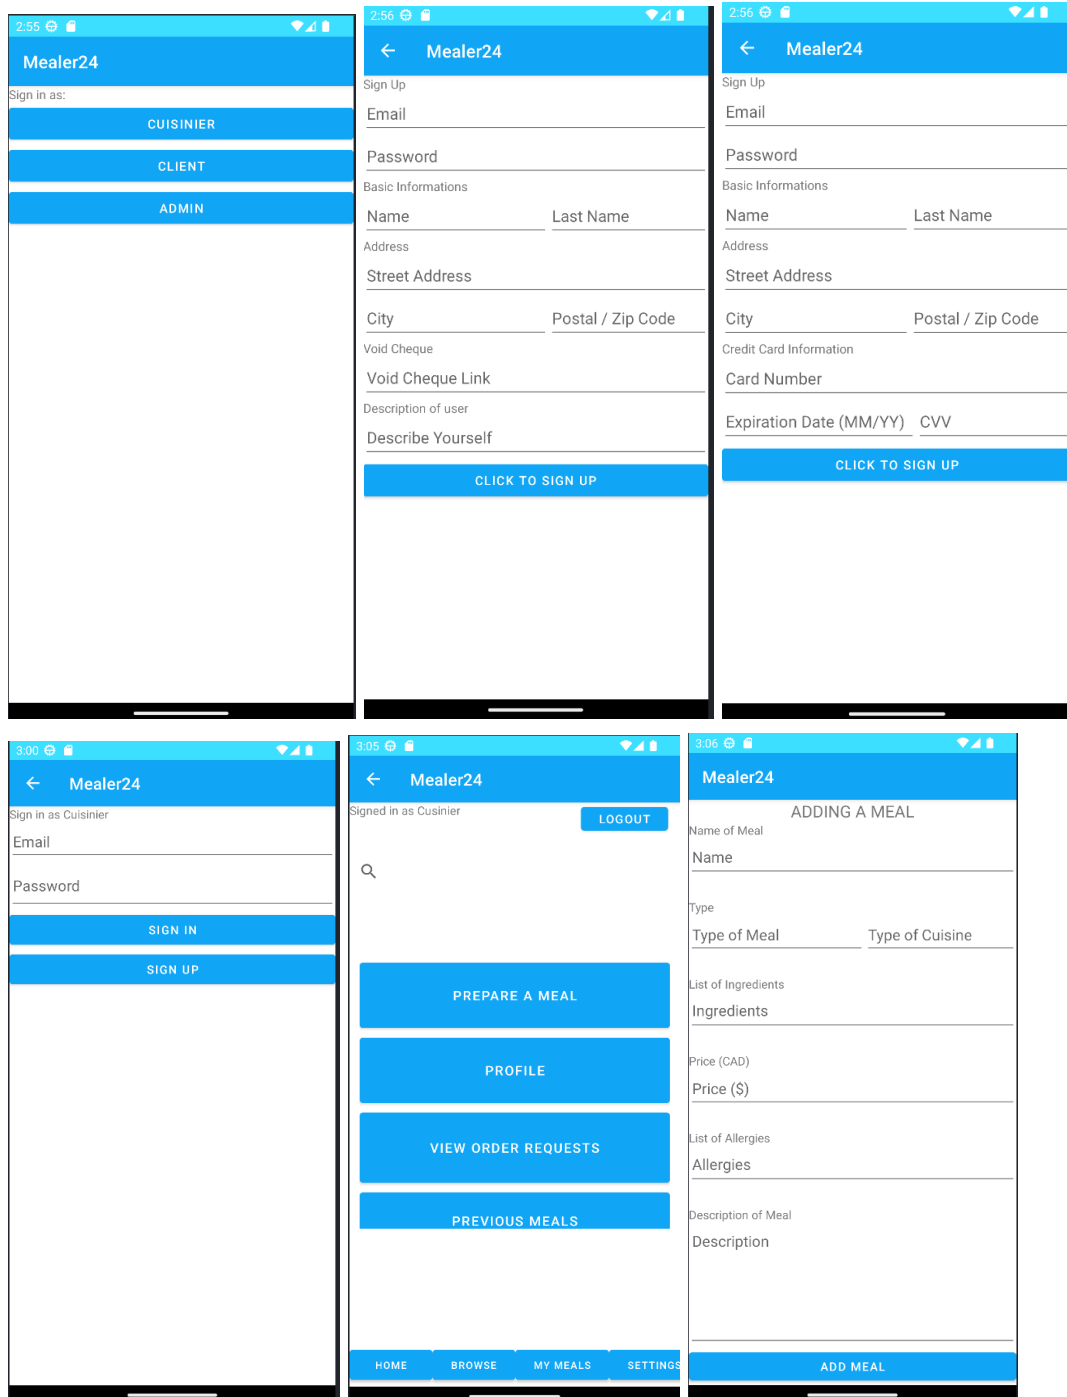 2:55
Mealer24
Sign in as:
CUISINIER
CLIENT
ADMIN
2:56
Mealer24
Sign Up
Email
Password
Basic Informations
Name Last Name
Address
Street Address
City Postal / Zip Code
Void Cheque
Void Cheque Link
Description of user
Describe Yourself
CLICK TO SIGN UP
2:56
Mealer24
Sign Up
Email
Password
Basic Informations
Name Last Name
Address
Street Address
City Postal / Zip Code
Credit Card Information
Card Number
Expiration Date (MM/YY) CVV
CLICK TO SIGN UP
3:00
Mealer24
Sign in as Cuisinier
Email
Password
SIGN IN
SIGN UP
3:05
Mealer24
Signed in as Cusinier LOGOUT
PREPARE A MEAL
PROFILE
VIEW ORDER REQUESTS
PREVIOUS MEALS
HOME BROWSE MY MEALS SETTINGS
3:06
Mealer24
ADDING A MEAL
Name of Meal
Name
Type
Type of Meal Type of Cuisine
List of Ingredients
Ingredients
Price (CAD)
Price ($)
List of Allergies
Allergies
Description of Meal
Description
ADD MEAL